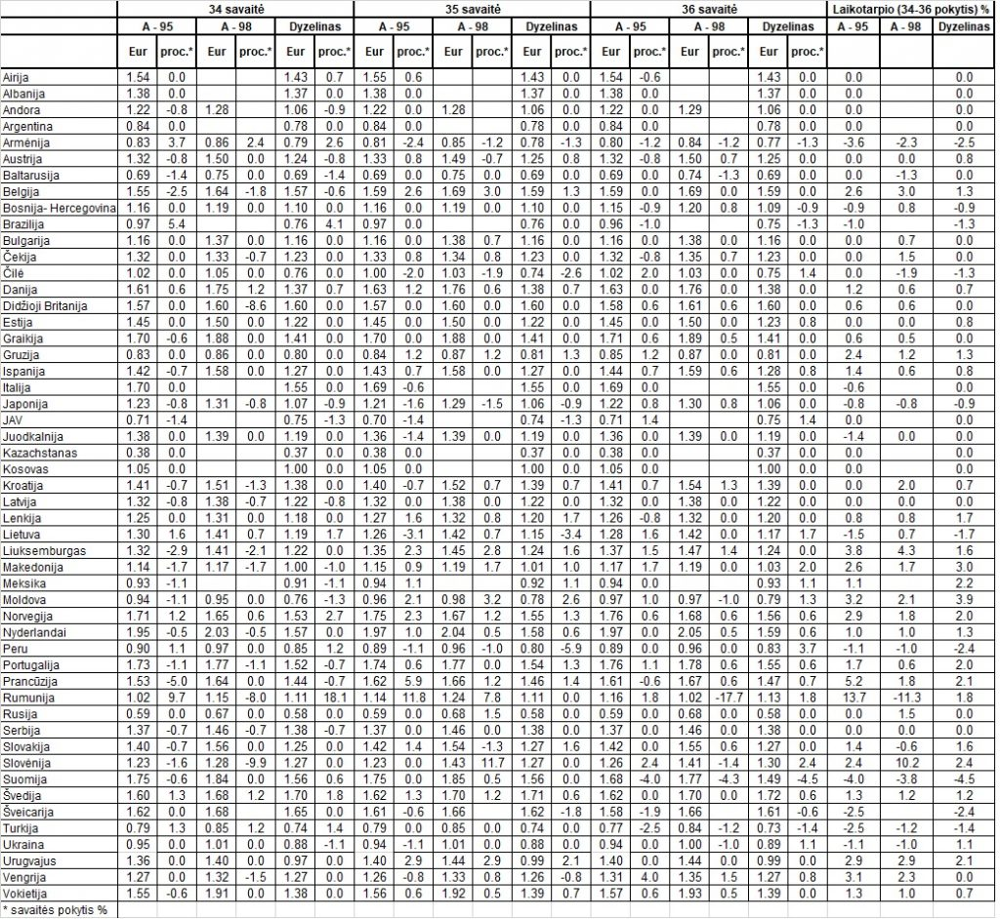 34 savaitė 35 savaitė 36 savaitė Laikotarpio (34-36 pokytis) %
A - 95 A - 98 Dyzelinas A - 95 A - 98 Dyzelinas A - 95 A - 98 Dyzelinas A - 95 A - 98 Dyzelinas
Eur proc.* Eur proc.* Eur proc.* Eur proc.* Eur proc.* Eur proc.* Eur proc.* Eur proc.* Eur proc.*
Airija 1.54 0.0 1.43 0.7 1.55 0.6 1.43 0.0 1.54 -0.6 1.43 0.0 0.0 0.0
Albanija 1.38 0.0 1.37 0.0 1.38 0.0 1.37 0.0 1.38 0.0 1.37 0.0 0.0 0.0
Andora 1.22 -0.8 1.28 1.06 -0.9 1.22 0.0 1.28 1.06 0.0 1.22 0.0 1.29 1.06 0.0 0.0 0.0
Argentina 0.84 0.0 0.78 0.0 0.84 0.0 0.78 0.0 0.84 0.0 0.78 0.0 0.0 0.0
Armėnija 0.83 3.7 0.86 2.4 0.79 2.6 0.81 -2.4 0.85 -1.2 0.78 -1.3 0.80 -1.2 0.84 -1.2 0.77 -1.3 -3.6 -2.3 -2.5
Austrija 1.32 -0.8 1.50 0.0 1.24 -0.8 1.33 0.8 1.49 -0.7 1.25 0.8 1.32 -0.8 1.50 0.7 1.25 0.0 0.0 0.0 0.8
Baltarusija 0.69 -1.4 0.75 0.0 0.69 -1.4 0.69 0.0 0.75 0.0 0.69 0.0 0.69 0.0 0.74 -1.3 0.69 0.0 0.0 -1.3 0.0
Belgija 1.55 -2.5 1.64 -1.8 1.57 -0.6 1.59 2.6 1.69 3.0 1.59 1.3 1.59 0.0 1.69 0.0 1.59 0.0 2.6 3.0 1.3
Bosnija- Hercegovina 1.16 0.0 1.19 0.0 1.10 0.0 1.16 0.0 1.19 0.0 1.10 0.0 1.15 -0.9 1.20 0.8 1.09 -0.9 -0.9 0.8 -0.9
Brazilija 0.97 5.4 0.76 4.1 0.97 0.0 0.76 0.0 0.96 -1.0 0.75 -1.3 -1.0 -1.3
Bulgarija 1.16 0.0 1.37 0.0 1.16 0.0 1.16 0.0 1.38 0.7 1.16 0.0 1.16 0.0 1.38 0.0 1.16 0.0 0.0 0.7 0.0
Čekija 1.32 0.0 1.33 -0.7 1.23 0.0 1.33 0.8 1.34 0.8 1.23 0.0 1.32 -0.8 1.35 0.7 1.23 0.0 0.0 1.5 0.0
Čilė 1.02 0.0 1.05 0.0 0.76 0.0 1.00 -2.0 1.03 -1.9 0.74 -2.6 1.02 2.0 1.03 0.0 0.75 1.4 0.0 -1.9 -1.3
Danija 1.61 0.6 1.75 1.2 1.37 0.7 1.63 1.2 1.76 0.6 1.38 0.7 1.63 0.0 1.76 0.0 1.38 0.0 1.2 0.6 0.7
Didžioji Britanija 1.57 0.0 1.60 -8.6 1.60 0.0 1.57 0.0 1.60 0.0 1.60 0.0 1.58 0.6 1.61 0.6 1.60 0.0 0.6 0.6 0.0
Estija 1.45 0.0 1.50 0.0 1.22 0.0 1.45 0.0 1.50 0.0 1.22 0.0 1.45 0.0 1.50 0.0 1.23 0.8 0.0 0.0 0.8
Graikija 1.70 -0.6 1.88 0.0 1.41 0.0 1.70 0.0 1.88 0.0 1.41 0.0 1.71 0.6 1.89 0.5 1.41 0.0 0.6 0.5 0.0
Gruzija 0.83 0.0 0.86 0.0 0.80 0.0 0.84 1.2 0.87 1.2 0.81 1.3 0.85 1.2 0.87 0.0 0.81 0.0 2.4 1.2 1.3
Ispanija 1.42 -0.7 1.58 0.0 1.27 0.0 1.43 0.7 1.58 0.0 1.27 0.0 1.44 0.7 1.59 0.6 1.28 0.8 1.4 0.6 0.8
Italija 1.70 0.0 1.55 0.0 1.69 -0.6 1.55 0.0 1.69 0.0 1.55 0.0 -0.6 0.0
Japonija 1.23 -0.8 1.31 -0.8 1.07 -0.9 1.21 -1.6 1.29 -1.5 1.06 -0.9 1.22 0.8 1.30 0.8 1.06 0.0 -0.8 -0.8 -0.9
JAV 0.71 -1.4 0.75 -1.3 0.70 -1.4 0.74 -1.3 0.71 1.4 0.75 1.4 0.0 0.0
Juodkalnija 1.38 0.0 1.39 0.0 1.19 0.0 1.36 -1.4 1.39 0.0 1.19 0.0 1.36 0.0 1.39 0.0 1.19 0.0 -1.4 0.0 0.0
Kazachstanas 0.38 0.0 0.37 0.0 0.38 0.0 0.37 0.0 0.38 0.0 0.37 0.0 0.0 0.0
Kosovas 1.05 0.0 1.00 0.0 1.05 0.0 1.00 0.0 1.05 0.0 1.00 0.0 0.0 0.0
Kroatija 1.41 -0.7 1.51 -1.3 1.38 0.0 1.40 -0.7 1.52 0.7 1.39 0.7 1.41 0.7 1.54 1.3 1.39 0.0 0.0 2.0 0.7
Latvija 1.32 -0.8 1.38 -0.7 1.22 -0.8 1.32 0.0 1.38 0.0 1.22 0.0 1.32 0.0 1.38 0.0 1.22 0.0 0.0 0.0 0.0
Lenkija 1.25 0.0 1.31 0.0 1.18 0.0 1.27 1.6 1.32 0.8 1.20 1.7 1.26 -0.8 1.32 0.0 1.20 0.0 0.8 0.8 1.7
Lietuva 1.30 1.6 1.41 0.7 1.19 1.7 1.26 -3.1 1.42 0.7 1.15 -3.4 1.28 1.6 1.42 0.0 1.17 1.7 -1.5 0.7 -1.7
Liuksemburgas 1.32 -2.9 1.41 -2.1 1.22 0.0 1.35 2.3 1.45 2.8 1.24 1.6 1.37 1.5 1.47 1.4 1.24 0.0 3.8 4.3 1.6
Makedonija 1.14 -1.7 1.17 -1.7 1.00 -1.0 1.15 0.9 1.19 1.7 1.01 1.0 1.17 1.7 1.19 0.0 1.03 2.0 2.6 1.7 3.0
Meksika 0.93 -1.1 0.91 -1.1 0.94 1.1 0.92 1.1 0.94 0.0 0.93 1.1 1.1 2.2
Moldova 0.94 -1.1 0.95 0.0 0.76 -1.3 0.96 2.1 0.98 3.2 0.78 2.6 0.97 1.0 0.97 -1.0 0.79 1.3 3.2 2.1 3.9
Norvegija 1.71 1.2 1.65 0.6 1.53 2.7 1.75 2.3 1.67 1.2 1.55 1.3 1.76 0.6 1.68 0.6 1.56 0.6 2.9 1.8 2.0
Nyderlandai 1.95 -0.5 2.03 -0.5 1.57 0.0 1.97 1.0 2.04 0.5 1.58 0.6 1.97 0.0 2.05 0.5 1.59 0.6 1.0 1.0 1.3
Peru 0.90 1.1 0.97 0.0 0.85 1.2 0.89 -1.1 0.96 -1.0 0.80 -5.9 0.89 0.0 0.96 0.0 0.83 3.7 -1.1 -1.0 -2.4
Portugalija 1.73 -1.1 1.77 -1.1 1.52 -0.7 1.74 0.6 1.77 0.0 1.54 1.3 1.76 1.1 1.78 0.6 1.55 0.6 1.7 0.6 2.0
Prancūzija 1.53 -5.0 1.64 0.0 1.44 -0.7 1.62 5.9 1.66 1.2 1.46 1.4 1.61 -0.6 1.67 0.6 1.47 0.7 5.2 1.8 2.1
Rumunija 1.02 9.7 1.15 -8.0 1.11 18.1 1.14 11.8 1.24 7.8 1.11 0.0 1.16 1.8 1.02 -17.7 1.13 1.8 13.7 -11.3 1.8
Rusija 0.59 0.0 0.67 0.0 0.58 0.0 0.59 0.0 0.68 1.5 0.58 0.0 0.59 0.0 0.68 0.0 0.58 0.0 0.0 1.5 0.0
Serbija 1.37 -0.7 1.46 -0.7 1.38 -0.7 1.37 0.0 1.46 0.0 1.38 0.0 1.37 0.0 1.46 0.0 1.38 0.0 0.0 0.0 0.0
Slovakija 1.40 -0.7 1.56 0.0 1.25 0.0 1.42 1.4 1.54 -1.3 1.27 1.6 1.42 0.0 1.55 0.6 1.27 0.0 1.4 -0.6 1.6
Slovėnija 1.23 -1.6 1.28 -9.9 1.27 0.0 1.23 0.0 1.43 11.7 1.27 0.0 1.26 2.4 1.41 -1.4 1.30 2.4 2.4 10.2 2.4
Suomija 1.75 -0.6 1.84 0.0 1.56 0.6 1.75 0.0 1.85 0.5 1.56 0.0 1.68 -4.0 1.77 -4.3 1.49 -4.5 -4.0 -3.8 -4.5
Švedija 1.60 1.3 1.68 1.2 1.70 1.8 1.62 1.3 1.70 1.2 1.71 0.6 1.62 0.0 1.70 0.0 1.72 0.6 1.3 1.2 1.2
Šveicarija 1.62 0.0 1.68 1.65 0.0 1.61 -0.6 1.66 1.62 -1.8 1.58 -1.9 1.66 1.61 -0.6 -2.5 -2.4
Turkija 0.79 1.3 0.85 1.2 0.74 1.4 0.79 0.0 0.85 0.0 0.74 0.0 0.77 -2.5 0.84 -1.2 0.73 -1.4 -2.5 -1.2 -1.4
Ukraina 0.95 0.0 1.01 0.0 0.88 -1.1 0.94 -1.1 1.01 0.0 0.88 0.0 0.94 0.0 1.00 -1.0 0.89 1.1 -1.1 -1.0 1.1
Urugvajus 1.36 0.0 1.40 0.0 0.97 0.0 1.40 2.9 1.44 2.9 0.99 2.1 1.40 0.0 1.44 0.0 0.99 0.0 2.9 2.9 2.1
Vengrija 1.27 0.0 1.32 -1.5 1.27 0.0 1.26 -0.8 1.33 0.8 1.26 -0.8 1.31 4.0 1.35 1.5 1.27 0.8 3.1 2.3 0.0
Vokietija 1.55 -0.6 1.91 0.0 1.38 0.0 1.56 0.6 1.92 0.5 1.39 0.7 1.57 0.6 1.93 0.5 1.39 0.0 1.3 1.0 0.7
* savaitės pokytis %